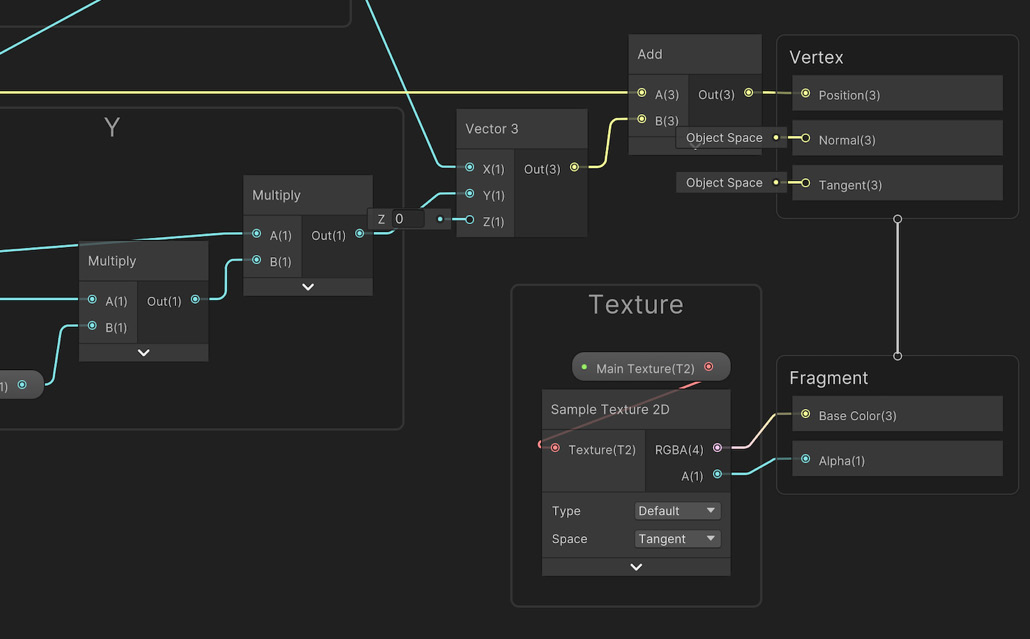 Y
Multiply
A(1)
B(1)
Out(1)
1)
Multiply
A(1)
B(1)
Out(1)
Z 0
Vector 3
X(1)
Y(1)
Z(1)
Out(3)
Add
A(3)
B(3)
Out(3)
Vertex
Position(3)
Object Space
Normal(3)
Object Space
Tangent(3)
Texture
Main Texture(T2)
Sample Texture 2D
Texture(T2)
RGBA(4)
A(1)
Type Default
Space Tangent
Fragment
Base Color(3)
Alpha(1)